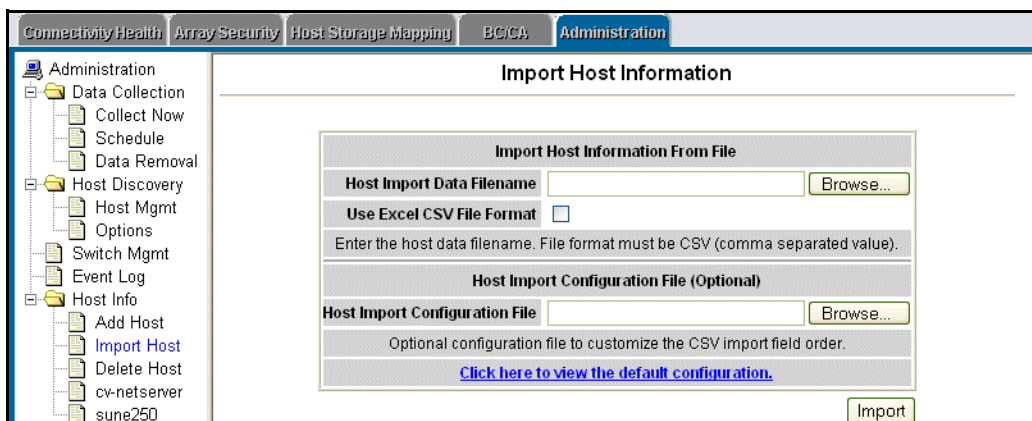 Connectivity Health Array Security Host Storage Mapping BC/CA Administration
Administration
Data Collection
Collect Now
Schedule
Data Removal
Host Discovery
Host Mgmt
Options
Switch Mgmt
Event Log
Host Info
Add Host
Import Host
Delete Host
cv-netserver
sune250
Import Host Information
Import Host Information From File
Host Import Data Filename Browse...
Use Excel CSV File Format
Enter the host data filename. File format must be CSV (comma separated value).
Host Import Configuration File (Optional)
Host Import Configuration File Browse...
Optional configuration file to customize the CSV import field order.
Click here to view the default configuration.
Import